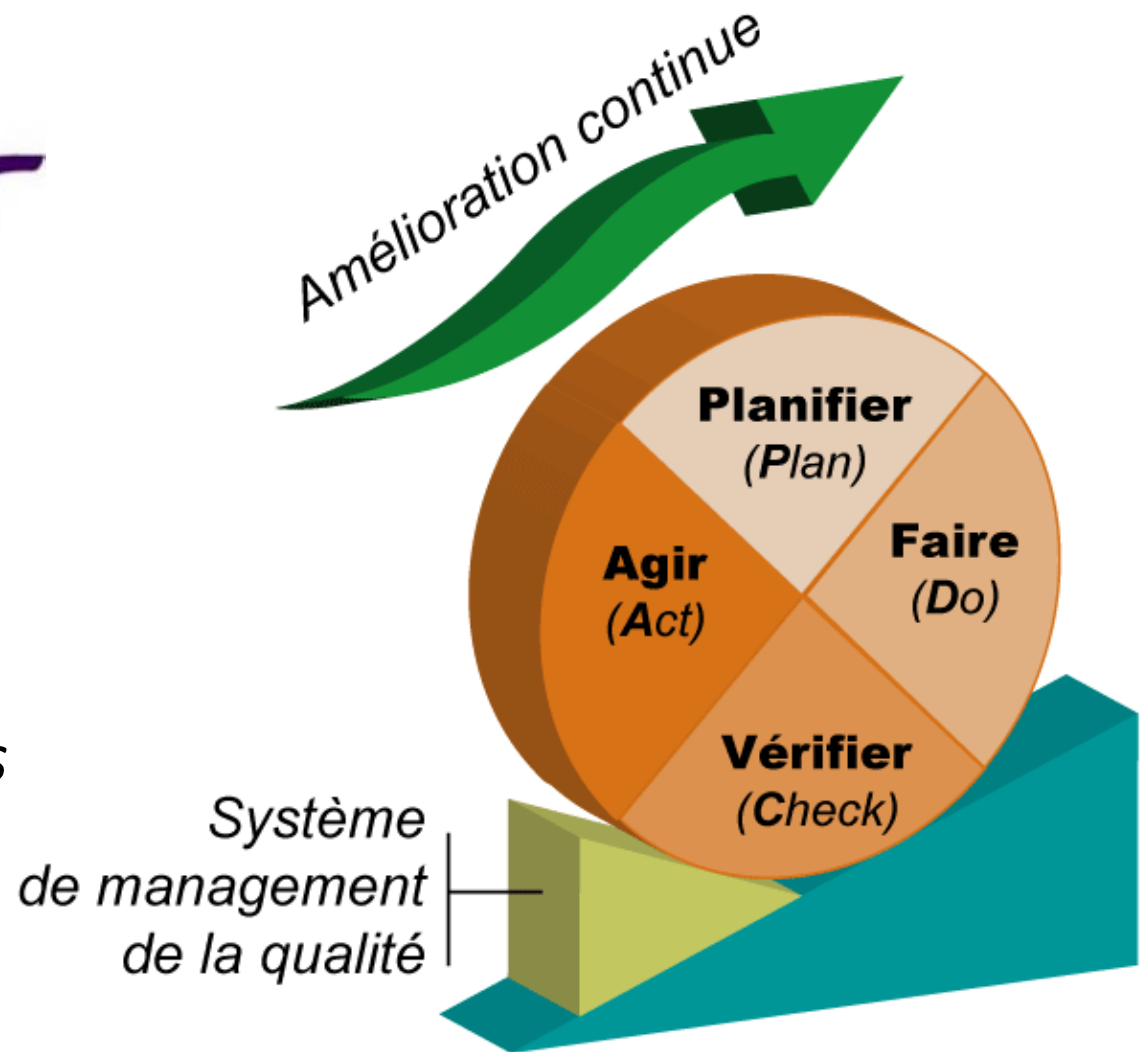 Amélioration continue
Planifier
(Plan)
Faire
(Do)
Agir
(Act)
Vérifier
(Check)
s
Système
de management
de la qualité